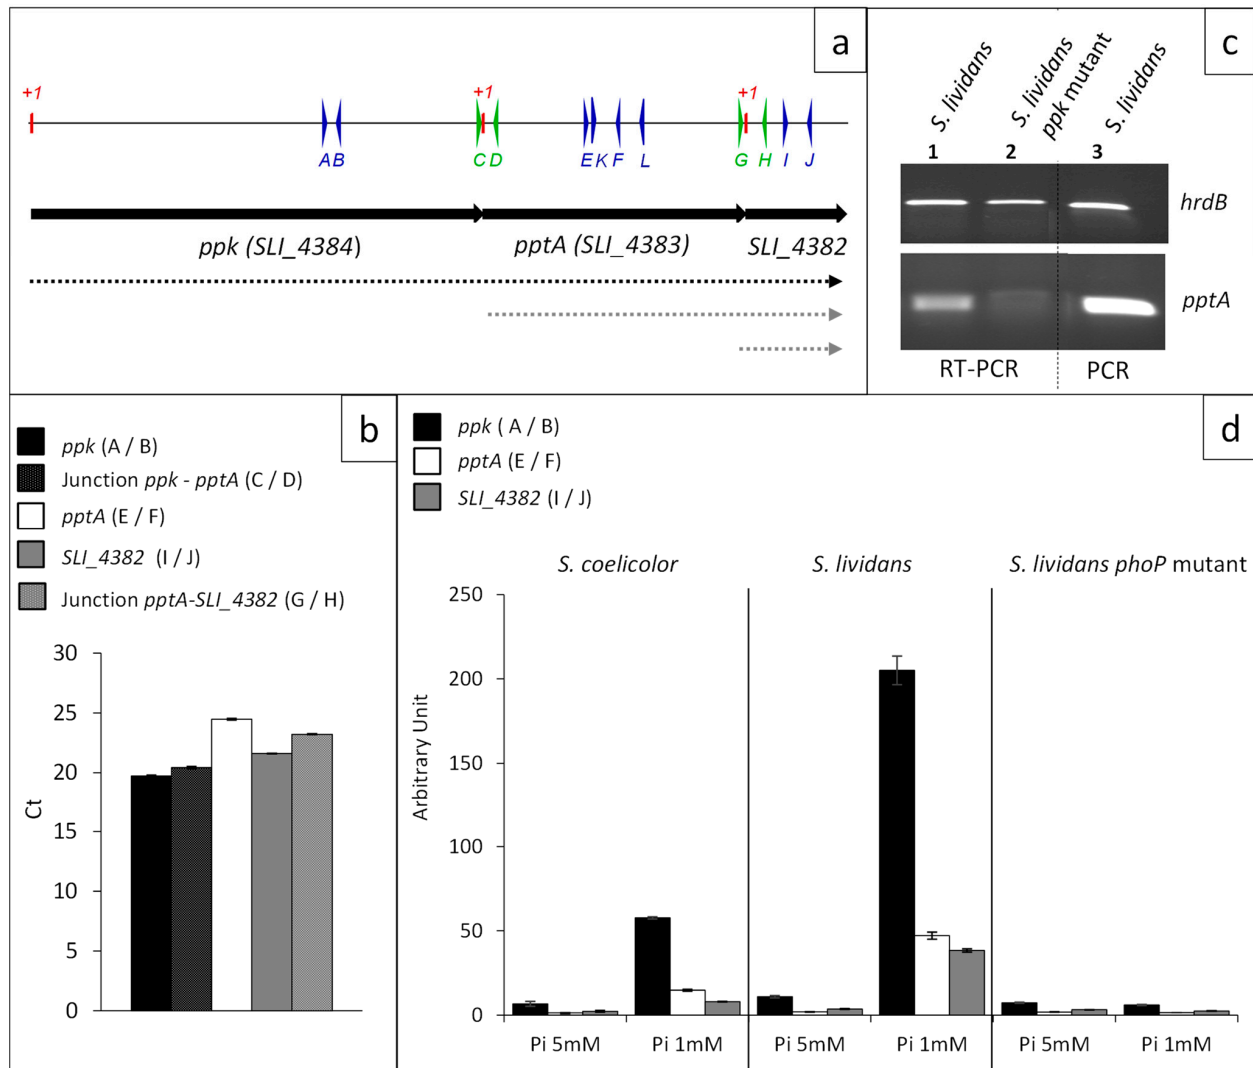 a
+1
+1
+1
A B C D E K F L G H I J
ppk (SLI_4384) pptA (SLI_4383) SLI_4382
c
S. lividans
S. lividans
ppk mutant
S. lividans
1 2 3
hrdB
pptA
RT-PCR PCR
b
ppk (A / B)
Junction ppk - pptA (C / D)
pptA (E / F)
SLI_4382 (I / J)
Junction pptA-SLI_4382 (G / H)
30
25
20
15
10
5
0
Ct
d
ppk ( A / B)
pptA (E / F)
SLI_4382 (I / J)
S. coelicolor S. lividans S. lividans phoP mutant
250
200
150
100
50
0
Arbitrary Unit
Pi 5mM Pi 1mM Pi 5mM Pi 1mM Pi 5mM Pi 1mM